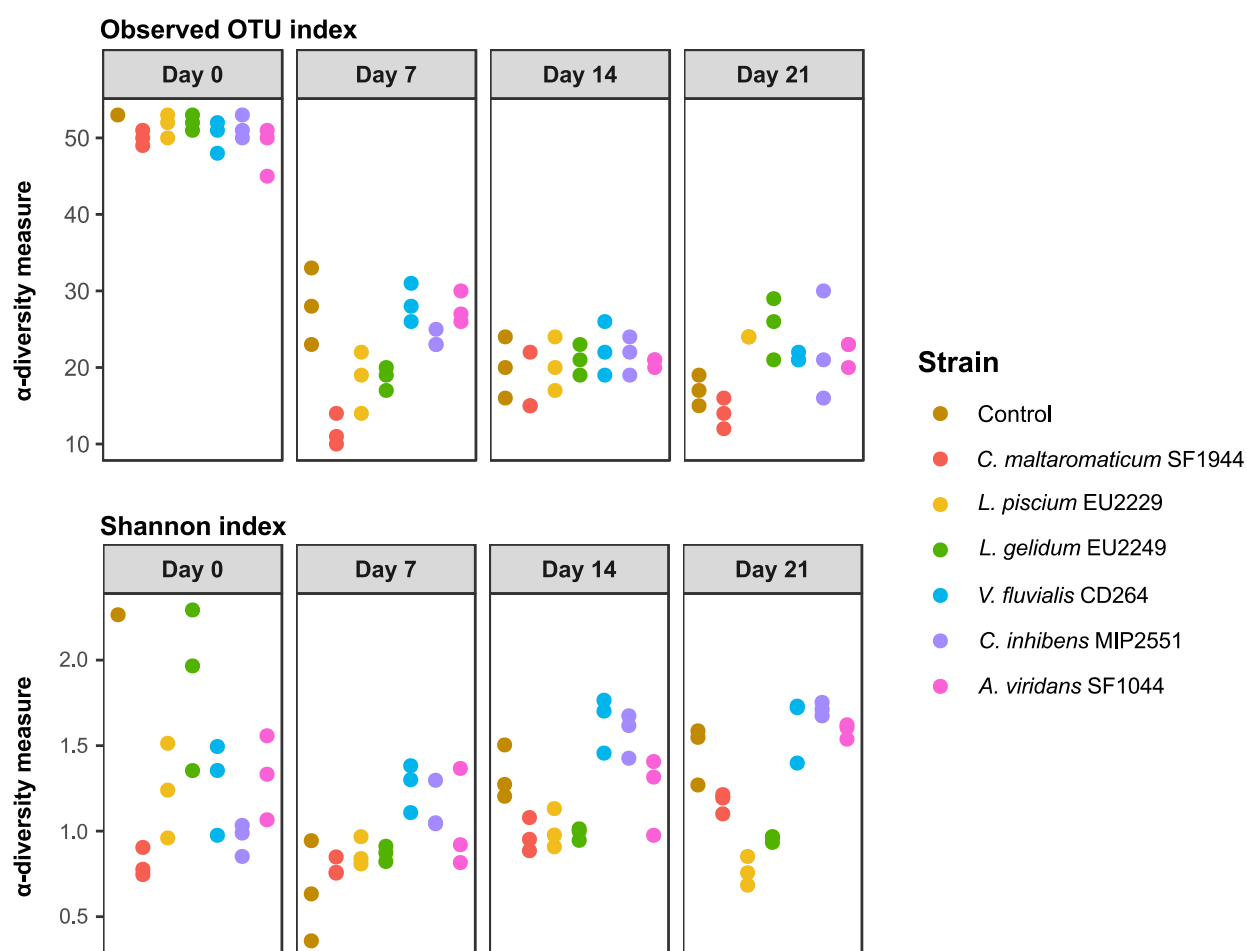 Observed OTU index
Day 0 Day 7 Day 14 Day 21
α-diversity measure
50
40
30
20
10
Shannon index
Day 0 Day 7 Day 14 Day 21
α-diversity measure
2.0
1.5
1.0
0.5
Strain
Control
C. maltaromaticum SF1944
L. piscium EU2229
L. gelidum EU2249
V. fluvialis CD264
C. inhibens MIP2551
A. viridans SF1044